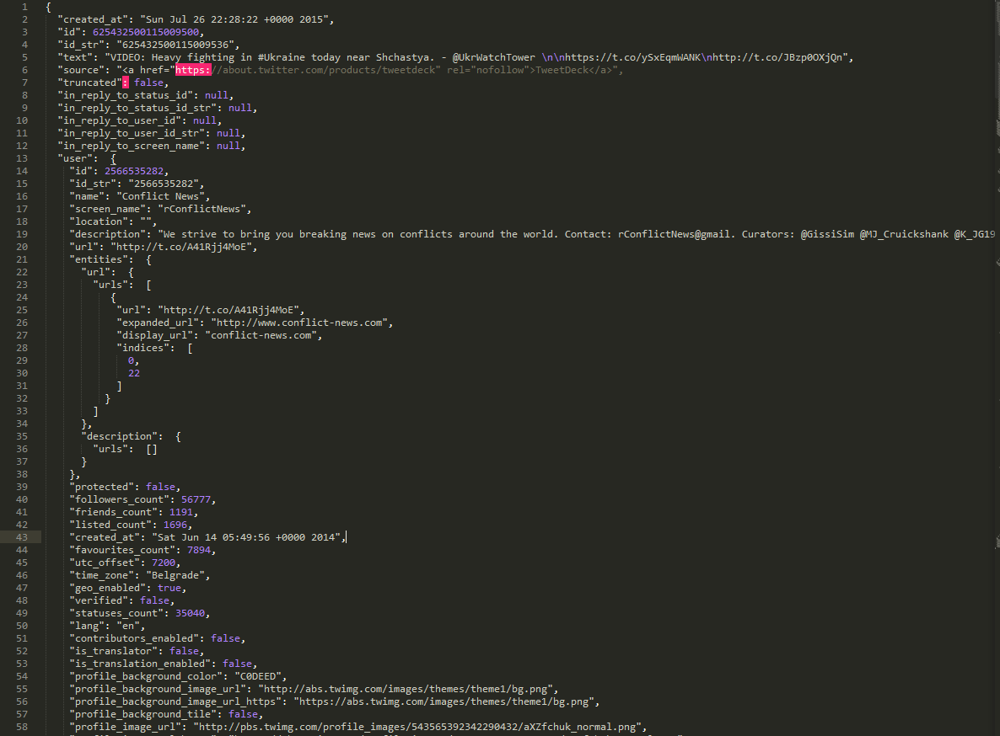 1 {
2 "created_at": "Sun Jul 26 22:28:22 +0000 2015",
3 "id": 625432500115009500,
4 "id_str": "625432500115009536",
5 "text": "VIDEO: Heavy fighting in #Ukraine today near Shchastya. - @UkrWatchTower \n\nhttps://t.co/ySxEqmWANK\nhttp://t.co/JBzp0OXjQn",
6 "source": "<a href="https://about.twitter.com/products/tweetdeck" rel="nofollow">TweetDeck</a>",
7 "truncated": false,
8 "in_reply_to_status_id": null,
9 "in_reply_to_status_id_str": null,
10 "in_reply_to_user_id": null,
11 "in_reply_to_user_id_str": null,
12 "in_reply_to_screen_name": null,
13 "user": {
14 "id": 2566535282,
15 "id_str": "2566535282",
16 "name": "Conflict News",
17 "screen_name": "rConflictNews",
18 "location": "",
19 "description": "We strive to bring you breaking news on conflicts around the world. Contact: rConflictNews@gmail. Curators: @GissiSim @MJ_Cruickshank @K_JG19
20 "url": "http://t.co/A41Rjj4MoE",
21 "entities": {
22 "url": {
23 "urls": [
24 {
25 "url": "http://t.co/A41Rjj4MoE",
26 "expanded_url": "http://www.conflict-news.com",
27 "display_url": "conflict-news.com",
28 "indices": [
29 0,
30 22
31 ]
32 }
33 ]
34 },
35 "description": {
36 "urls": []
37 }
38 },
39 "protected": false,
40 "followers_count": 56777,
41 "friends_count": 1191,
42 "listed_count": 1696,
43 "created_at": "Sat Jun 14 05:49:56 +0000 2014",
44 "favourites_count": 7894,
45 "utc_offset": 7200,
46 "time_zone": "Belgrade",
47 "geo_enabled": true,
48 "verified": false,
49 "statuses_count": 35040,
50 "lang": "en",
51 "contributors_enabled": false,
52 "is_translator": false,
53 "is_translation_enabled": false,
54 "profile_background_color": "C0DEED",
55 "profile_background_image_url": "http://abs.twimg.com/images/themes/theme1/bg.png",
56 "profile_background_image_url_https": "https://abs.twimg.com/images/themes/theme1/bg.png",
57 "profile_background_tile": false,
58 "profile_image_url": "http://pbs.twimg.com/profile_images/543565392342290432/aXZfchuk_normal.png",